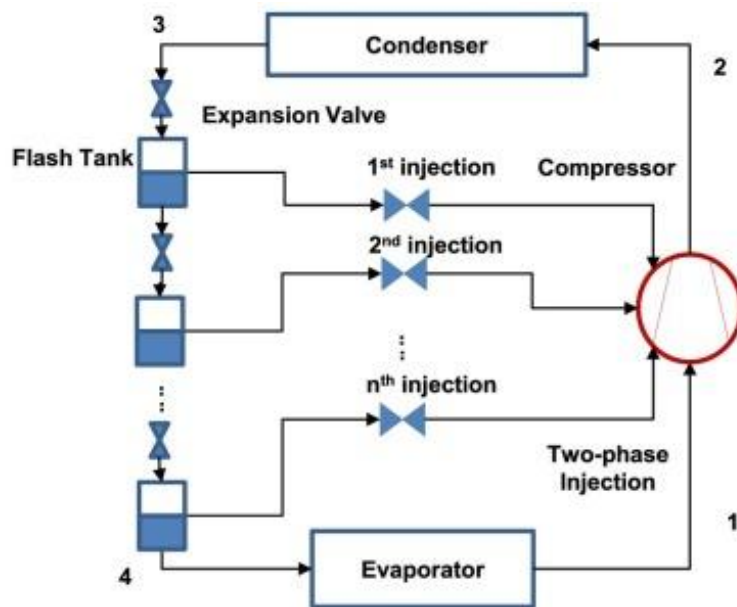 3
Condenser
2
Expansion Valve
Flash Tank
1st injection
Compressor
2nd injection
nth injection
Two-phase
Injection
1
4
Evaporator